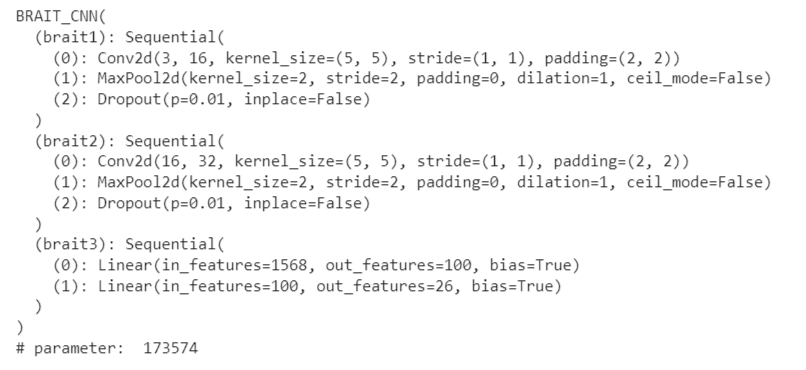 BRAIT_CNN(
  (brait1): Sequential(
    (0): Conv2d(3, 16, kernel_size=(5, 5), stride=(1, 1), padding=(2, 2))
    (1): MaxPool2d(kernel_size=2, stride=2, padding=0, dilation=1, ceil_mode=False)
    (2): Dropout(p=0.01, inplace=False)
  )
  (brait2): Sequential(
    (0): Conv2d(16, 32, kernel_size=(5, 5), stride=(1, 1), padding=(2, 2))
    (1): MaxPool2d(kernel_size=2, stride=2, padding=0, dilation=1, ceil_mode=False)
    (2): Dropout(p=0.01, inplace=False)
  )
  (brait3): Sequential(
    (0): Linear(in_features=1568, out_features=100, bias=True)
    (1): Linear(in_features=100, out_features=26, bias=True)
  )
)
# parameter:  173574